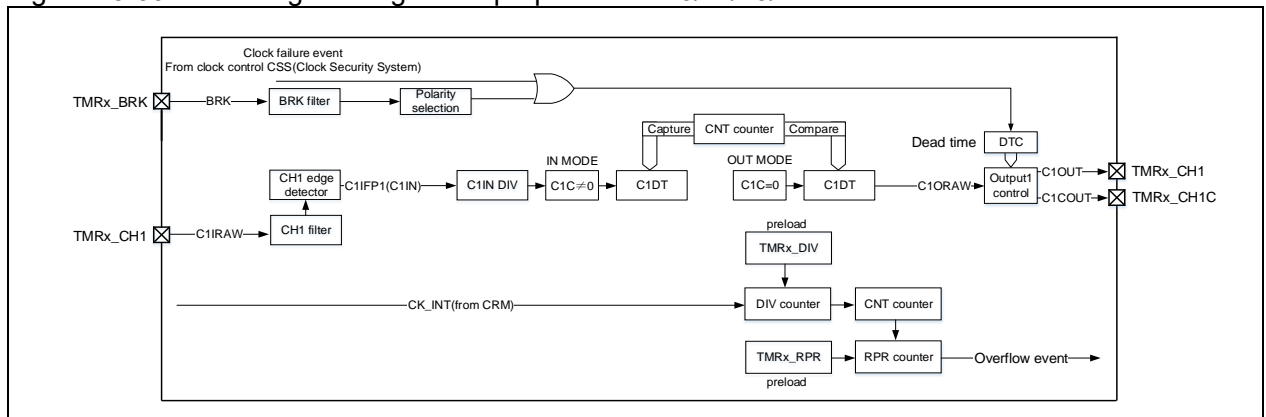 Clock failure event
From clock control CSS(Clock Security System)
TMRx_BRK
BRK
BRK filter
Polarity
selection
Capture
CNT counter
Compare
Dead time
DTC
IN MODE
OUT MODE
CH1 edge
detector
C1IFP1(C1IN)
C1IN DIV
C1C≠0
C1DT
C1C=0
C1DT
C1ORAW
Output1
control
C1OUT
TMRx_CH1
C1COUT
TMRx_CH1C
TMRx_CH1
C1IRAW
CH1 filter
preload
TMRx_DIV
CK_INT(from CRM)
DIV counter
CNT counter
TMRx_RPR
RPR counter
Overflow event
preload